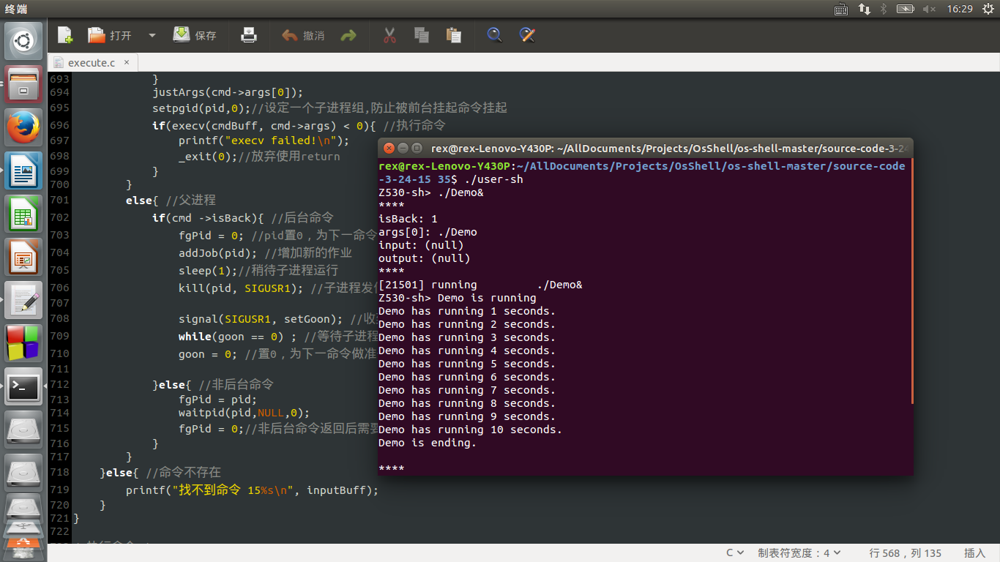 终端
16:29
打开
保存
撤消
execute.c ×
693 }
694 justArgs(cmd->args[0]);
695 setpgid(pid,0);//设定一个子进程组,防止被前台挂起命令挂起
696 if(execv(cmdBuff, cmd->args) < 0){ //执行命令
697 printf("execv failed!\n");
698 _exit(0);//放弃使用return
699 }
700 }
701 else{ //父进程
702 if(cmd ->isBack){ //后台命令
703 fgPid = 0; //pid置0，为下一命令
704 addJob(pid); //增加新的作业
705 sleep(1);//稍待子进程运行
706 kill(pid, SIGUSR1); //子进程发
707
708 signal(SIGUSR1, setGoon); //收
709 while(goon == 0) ; //等待子进程
710 goon = 0; //置0，为下一命令做准
711
712 }else{ //非后台命令
713 fgPid = pid;
714 waitpid(pid,NULL,0);
715 fgPid = 0;//非后台命令返回后需要
716 }
717 }
718 }else{ //命令不存在
719 printf("找不到命令 15%s\n", inputBuff);
720 }
721 }
722
rex@rex-Lenovo-Y430P: ~/AllDocuments/Projects/OsShell/os-shell-master/source-code-3-24
rex@rex-Lenovo-Y430P:~/AllDocuments/Projects/OsShell/os-shell-master/source-code
-3-24-15 35$ ./user-sh
Z530-sh> ./Demo&
****
isBack: 1
args[0]: ./Demo
input: (null)
output: (null)
****
[21501] running ./Demo&
Z530-sh> Demo is running
Demo has running 1 seconds.
Demo has running 2 seconds.
Demo has running 3 seconds.
Demo has running 4 seconds.
Demo has running 5 seconds.
Demo has running 6 seconds.
Demo has running 7 seconds.
Demo has running 8 seconds.
Demo has running 9 seconds.
Demo has running 10 seconds.
Demo is ending.
****
C
制表符宽度：4
行 568，列 135
插入